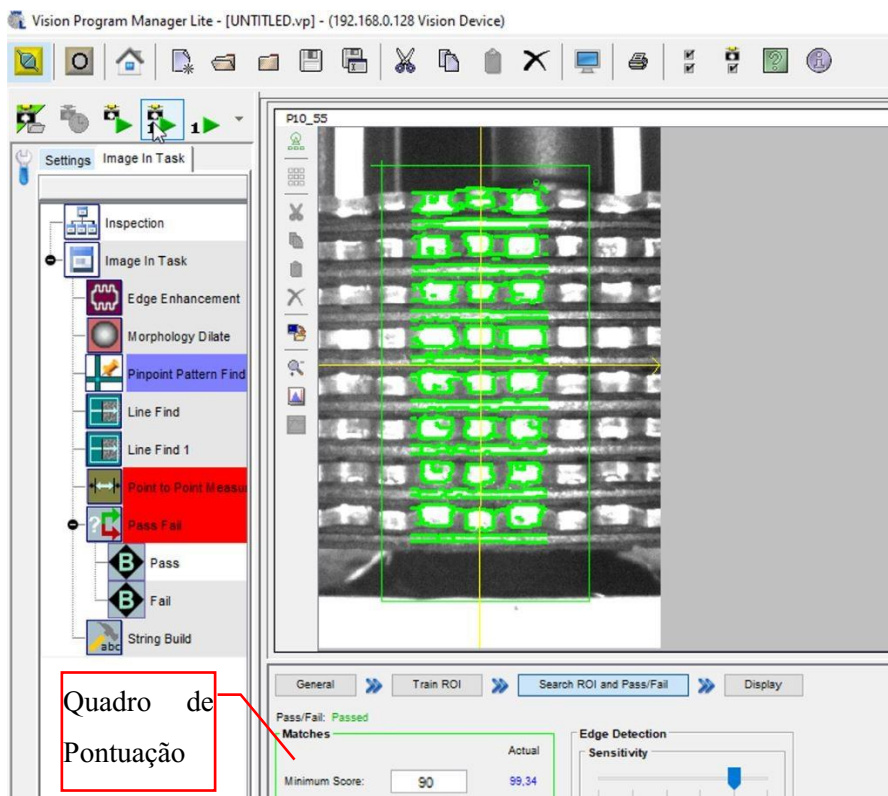 Vision Program Manager Lite - [UNTITLED.vp] - (192.168.0.128 Vision Device)
1
1
Settings
Image In Task
Inspection
Image In Task
Edge Enhancement
Morphology Dilate
Pinpoint Pattern Find
Line Find
Line Find 1
Point to Point Measu
Pass Fail
B Pass
B Fail
abc String Build
P10_55
Quadro de
Pontuação
General
Train ROI
Search ROI and Pass/Fail
Display
Pass/Fail: Passed
Matches
Actual
Minimum Score: 90 99,34
Edge Detection
Sensitivity